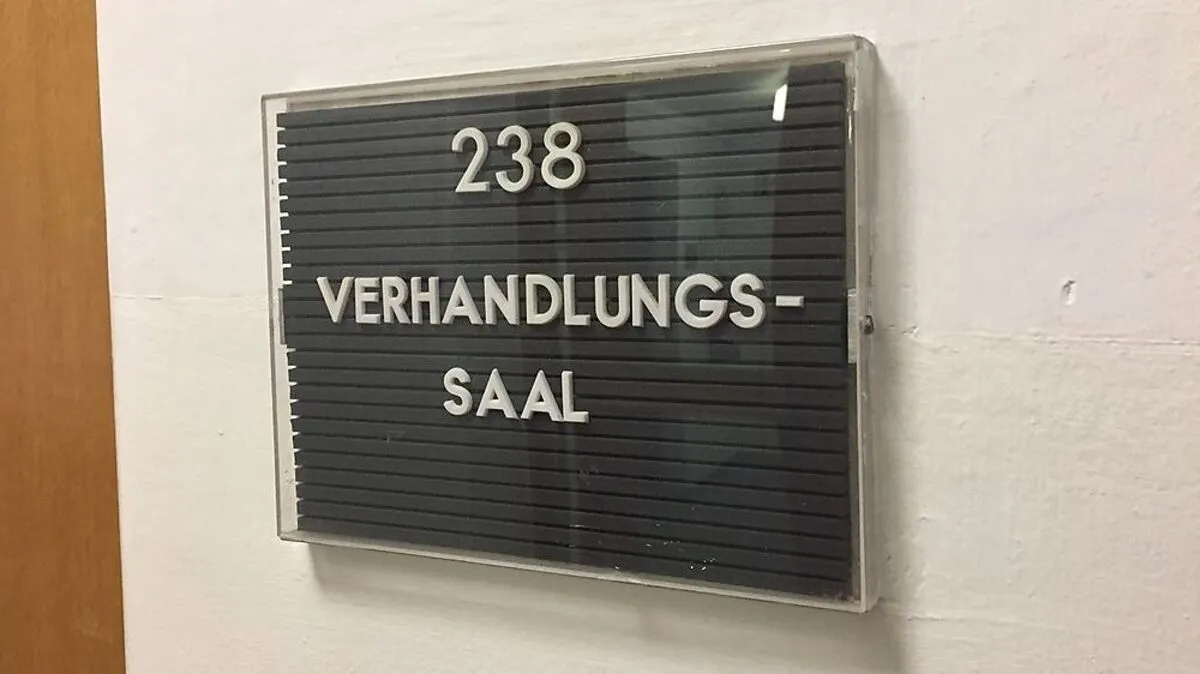 238
VERHANDLUNGS-
SAAL